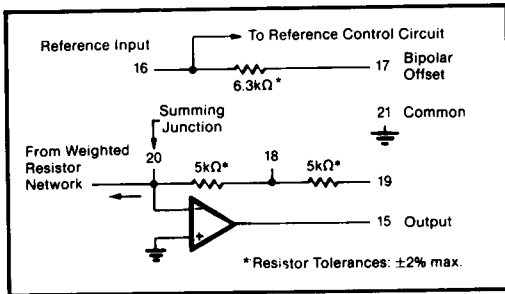 To Reference Control Circuit
Reference Input
16
17
Bipolar
Offset
6.3kΩ*
Summing
Junction
21
Common
From Weighted
Resistor
Network
20
5kΩ*
18
5kΩ*
19
−
+
15
Output
*Resistor Tolerances: ±2% max.